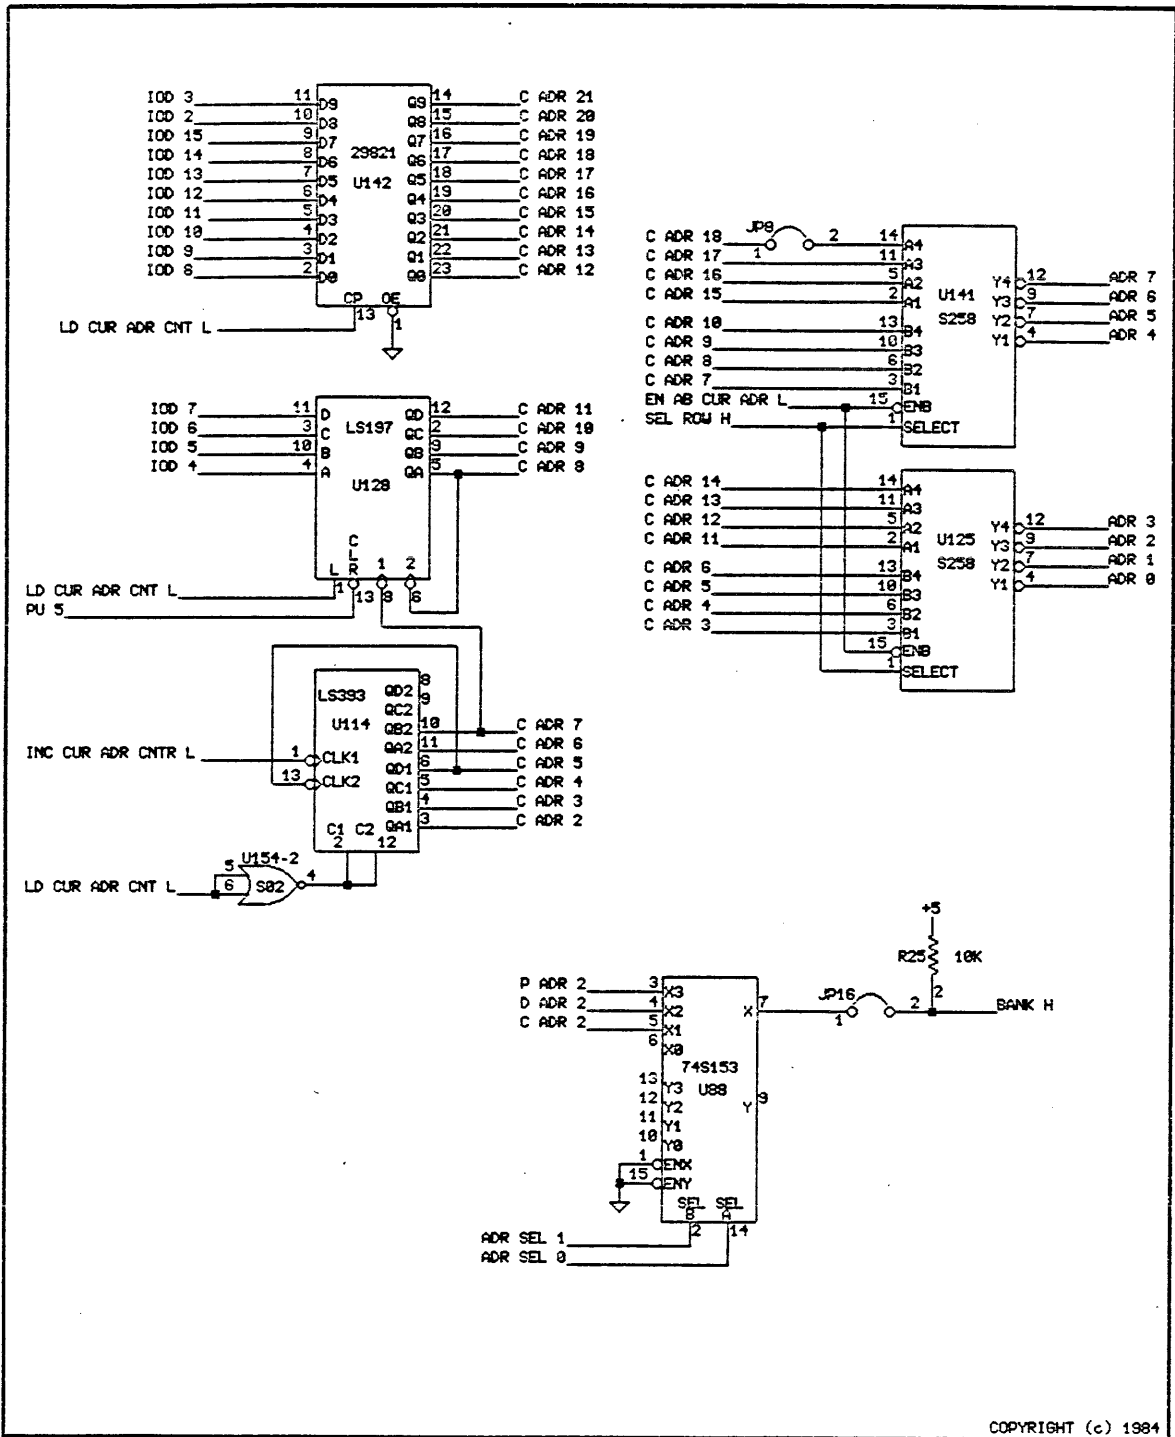 IOD 3 11 D9 Q9 14 C ADR 21
IOD 2 10 D8 Q8 15 C ADR 20
IOD 15 9 D7 Q7 16 C ADR 19
IOD 14 8 D6 Q6 17 C ADR 18
IOD 13 7 D5 Q5 18 C ADR 17
IOD 12 6 D4 Q4 19 C ADR 16
IOD 11 5 D3 Q3 20 C ADR 15
IOD 10 4 D2 Q2 21 C ADR 14
IOD 9 3 D1 Q1 22 C ADR 13
IOD 8 2 D0 Q0 23 C ADR 12
29821
U142
CP OE
13 1
LD CUR ADR CNT L
IOD 7 11 D QD 12 C ADR 11
IOD 6 3 C QC 2 C ADR 10
IOD 5 10 B QB 9 C ADR 9
IOD 4 4 A QA 5 C ADR 8
LS197
U128
L CLR 1 2
1 13 8 6
LD CUR ADR CNT L
PU 5
LS393
U114
QD2 8
QC2 9
QB2 10 C ADR 7
QA2 11 C ADR 6
QD1 6 C ADR 5
QC1 5 C ADR 4
QB1 4 C ADR 3
QA1 3 C ADR 2
INC CUR ADR CNTR L 1 CLK1
13 CLK2
C1 C2
2 12
U154-2
LD CUR ADR CNT L 5 6 S02 4
JP8
C ADR 18 1 2 14 A4
C ADR 17 11 A3
C ADR 16 5 A2
C ADR 15 2 A1
C ADR 10 13 B4
C ADR 9 10 B3
C ADR 8 6 B2
C ADR 7 3 B1
EN AB CUR ADR L 15 ENB
SEL ROW H 1 SELECT
U141
S258
Y4 12 ADR 7
Y3 9 ADR 6
Y2 7 ADR 5
Y1 4 ADR 4
C ADR 14 14 A4
C ADR 13 11 A3
C ADR 12 5 A2
C ADR 11 2 A1
C ADR 6 13 B4
C ADR 5 10 B3
C ADR 4 6 B2
C ADR 3 3 B1
15 ENB
1 SELECT
U125
S258
Y4 12 ADR 3
Y3 9 ADR 2
Y2 7 ADR 1
Y1 4 ADR 0
+5
R25 10K
2
P ADR 2 3 X3
D ADR 2 4 X2
C ADR 2 5 X1
6 X0
X 7 JP16 1 2 BANK H
74S153
U88
13 Y3
12 Y2
11 Y1
10 Y0
Y 9
1 ENX
15 ENY
SEL B SEL A
2 14
ADR SEL 1
ADR SEL 0
COPYRIGHT (c) 1984